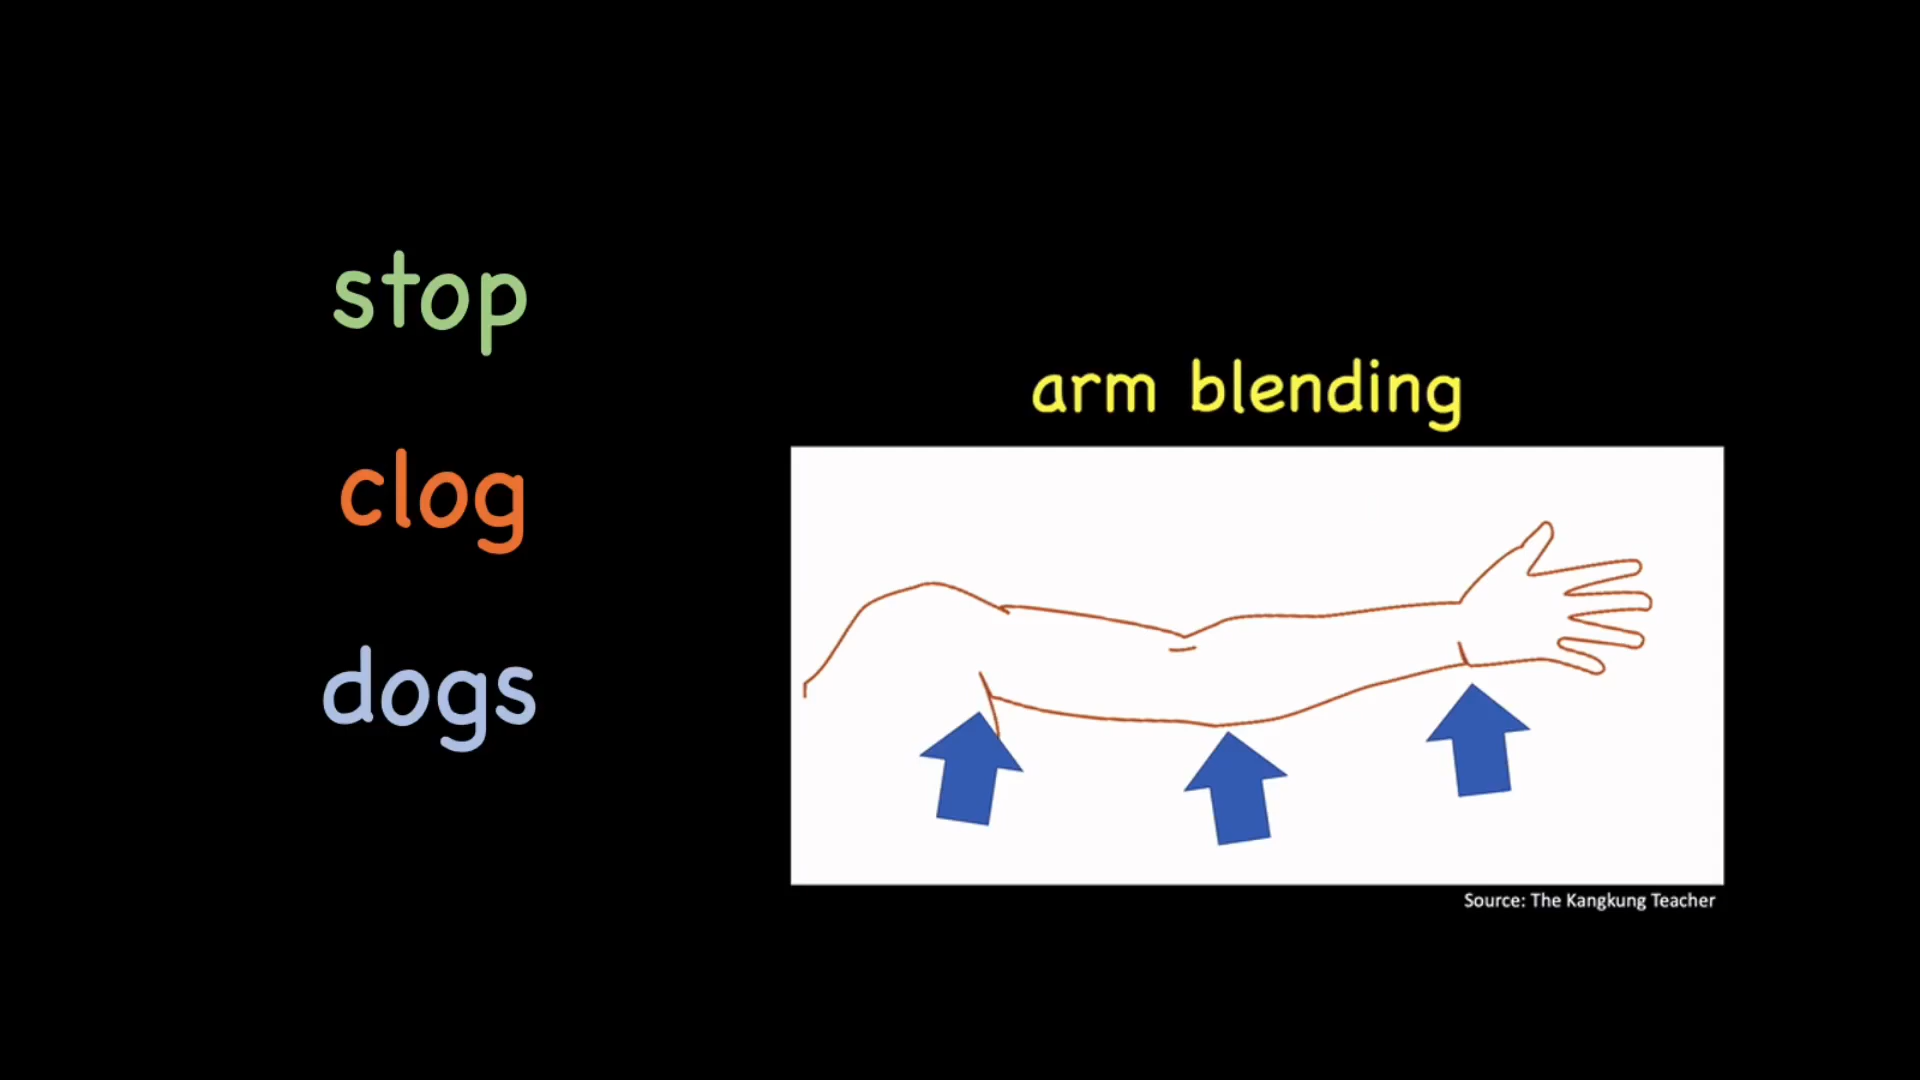 stop
clog
dogs
arm blending
Source: The Kangkung Teacher